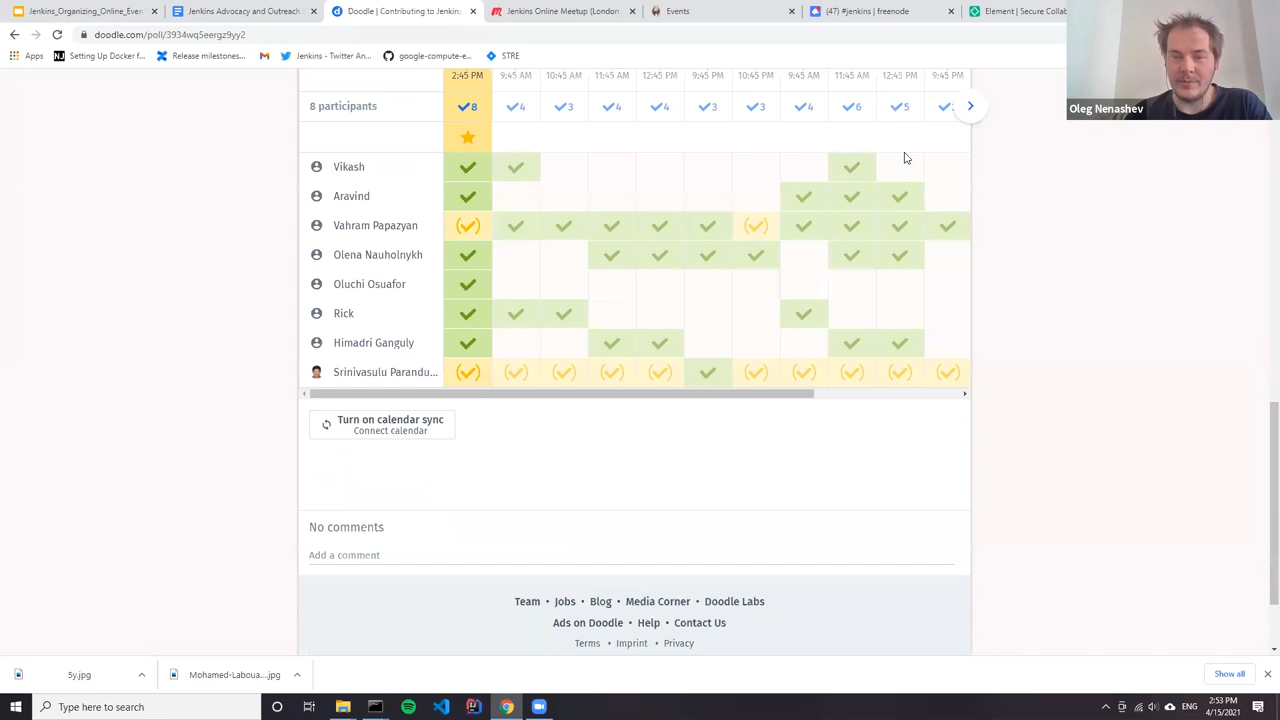 Jenkins_Organizing_Online_Even
Jenkins Advocacy and Outreach
Doodle | Contributing to Jenkins
Jenkins Online Meetup (London
Events
(47) #jenkins | freenode
Element | Secure Collab
doodle.com/poll/3934wq5eergz9yy2
Apps
Setting Up Docker f...
Release milestones...
Jenkins - Twitter An...
google-compute-e...
STRE
Oleg Nenashev
2:45 PM 9:45 AM 10:45 AM 11:45 AM 12:45 PM 9:45 PM 10:45 PM 9:45 AM 11:45 AM 12:45 PM 9:45 PM
8 participants 8 4 3 4 4 3 3 4 6 5
Vikash
Aravind
Vahram Papazyan
Olena Nauholnykh
Oluchi Osuafor
Rick
Himadri Ganguly
Srinivasulu Parandu...
Turn on calendar sync
Connect calendar
No comments
Add a comment
Team • Jobs • Blog • Media Corner • Doodle Labs
Ads on Doodle • Help • Contact Us
Terms • Imprint • Privacy
5y.jpg
Mohamed-Laboua....jpg
Show all
Type here to search
ENG
2:53 PM
4/15/2021